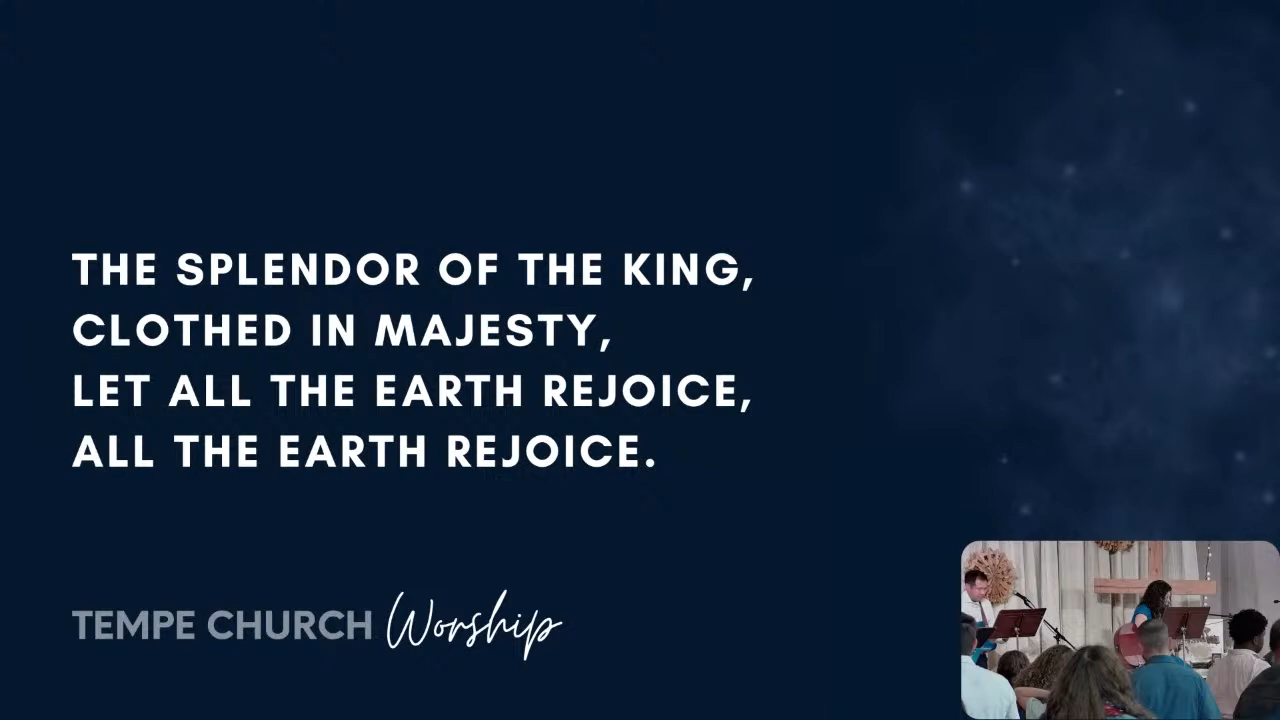 THE SPLENDOR OF THE KING,
CLOTHED IN MAJESTY,
LET ALL THE EARTH REJOICE,
ALL THE EARTH REJOICE.
TEMPE CHURCH Worship